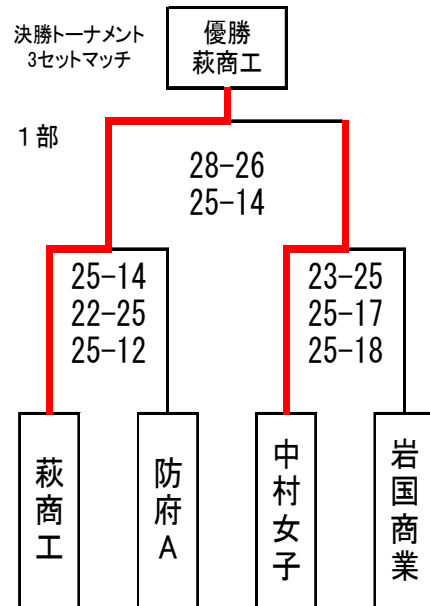 決勝トーナメント
3セットマッチ
優勝
萩商工
1部
28-26
25-14
25-14
22-25
25-12
23-25
25-17
25-18
萩商工
防府A
中村女子
岩国商業